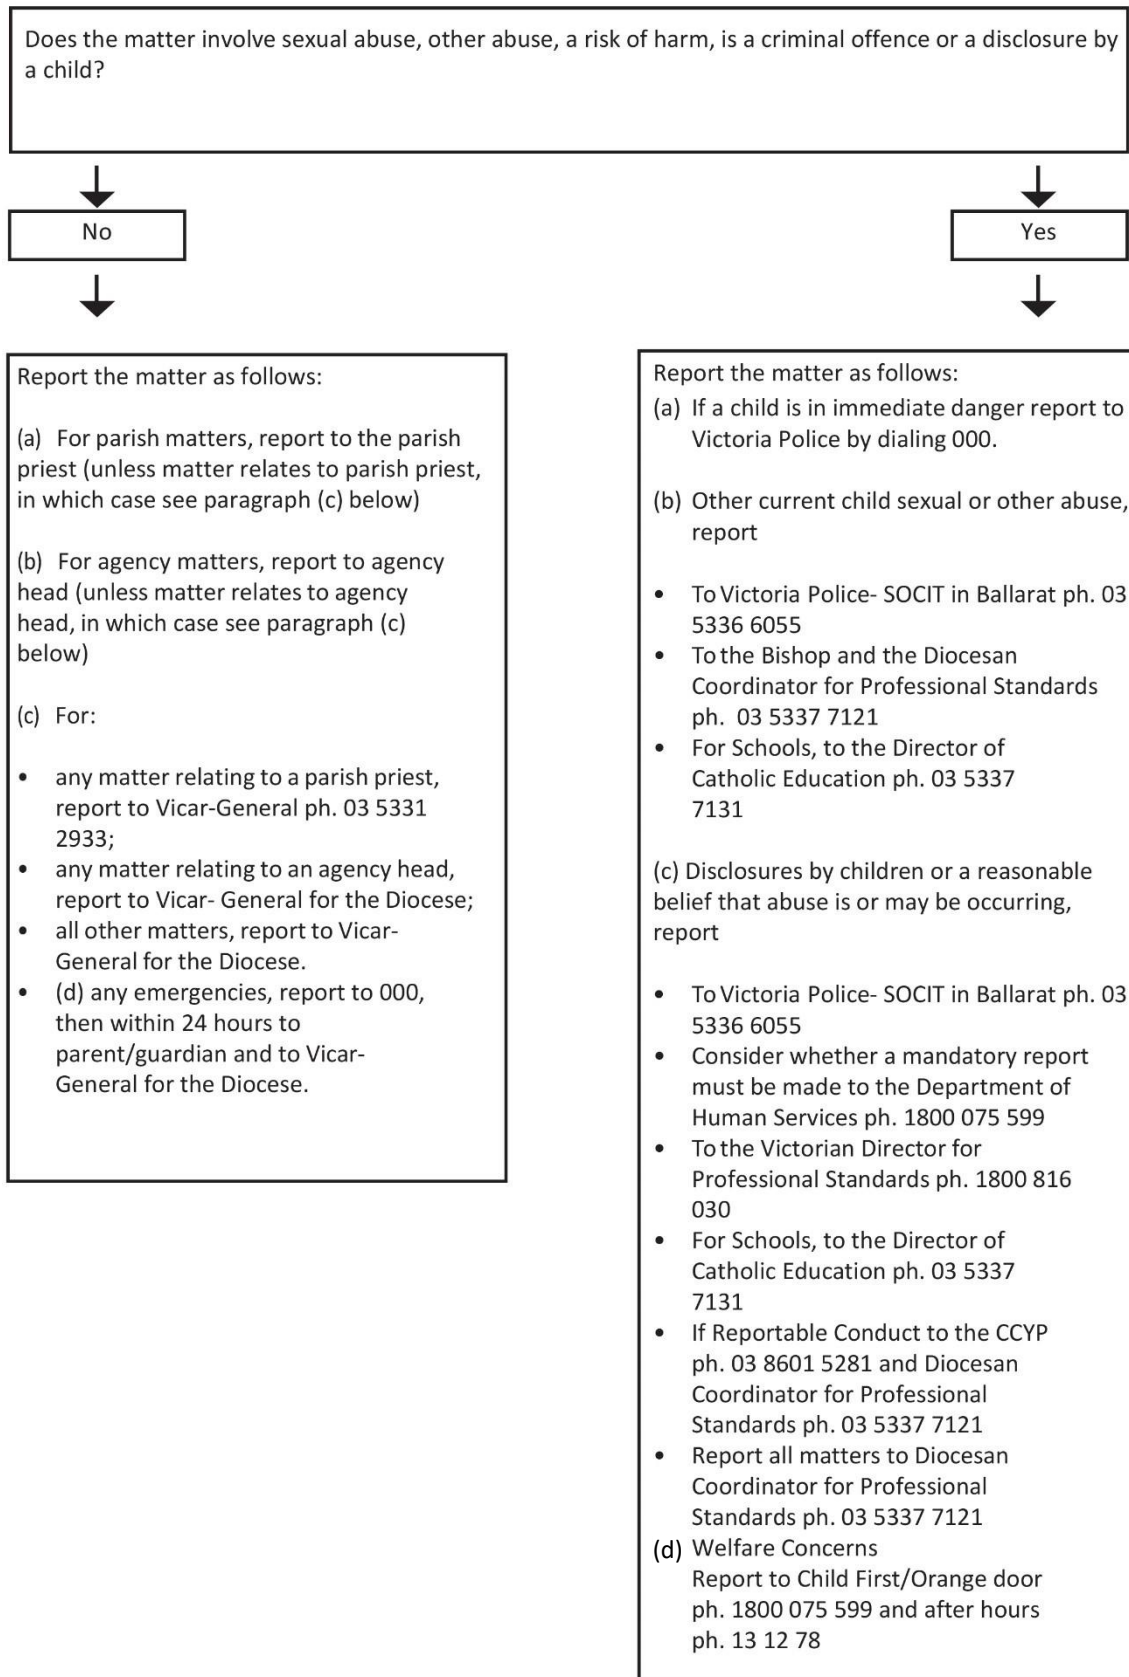 Does the matter involve sexual abuse, other abuse, a risk of harm, is a criminal offence or a disclosure by
a child?
No
Yes
Report the matter as follows:
(a) For parish matters, report to the parish
priest (unless matter relates to parish priest,
in which case see paragraph (c) below)
(b) For agency matters, report to agency
head (unless matter relates to agency
head, in which case see paragraph (c)
below)
(c) For:
• any matter relating to a parish priest,
report to Vicar-General ph. 03 5331
2933;
• any matter relating to an agency head,
report to Vicar- General for the Diocese;
• all other matters, report to Vicar-
General for the Diocese.
• (d) any emergencies, report to 000,
then within 24 hours to
parent/guardian and to Vicar-
General for the Diocese.
Report the matter as follows:
(a) If a child is in immediate danger report to
Victoria Police by dialing 000.
(b) Other current child sexual or other abuse,
report
• To Victoria Police- SOCIT in Ballarat ph. 03
5336 6055
• To the Bishop and the Diocesan
Coordinator for Professional Standards
ph. 03 5337 7121
• For Schools, to the Director of
Catholic Education ph. 03 5337
7131
(c) Disclosures by children or a reasonable
belief that abuse is or may be occurring,
report
• To Victoria Police- SOCIT in Ballarat ph. 03
5336 6055
• Consider whether a mandatory report
must be made to the Department of
Human Services ph. 1800 075 599
• To the Victorian Director for
Professional Standards ph. 1800 816
030
• For Schools, to the Director of
Catholic Education ph. 03 5337
7131
• If Reportable Conduct to the CCYP
ph. 03 8601 5281 and Diocesan
Coordinator for Professional
Standards ph. 03 5337 7121
• Report all matters to Diocesan
Coordinator for Professional
Standards ph. 03 5337 7121
(d) Welfare Concerns
Report to Child First/Orange door
ph. 1800 075 599 and after hours
ph. 13 12 78